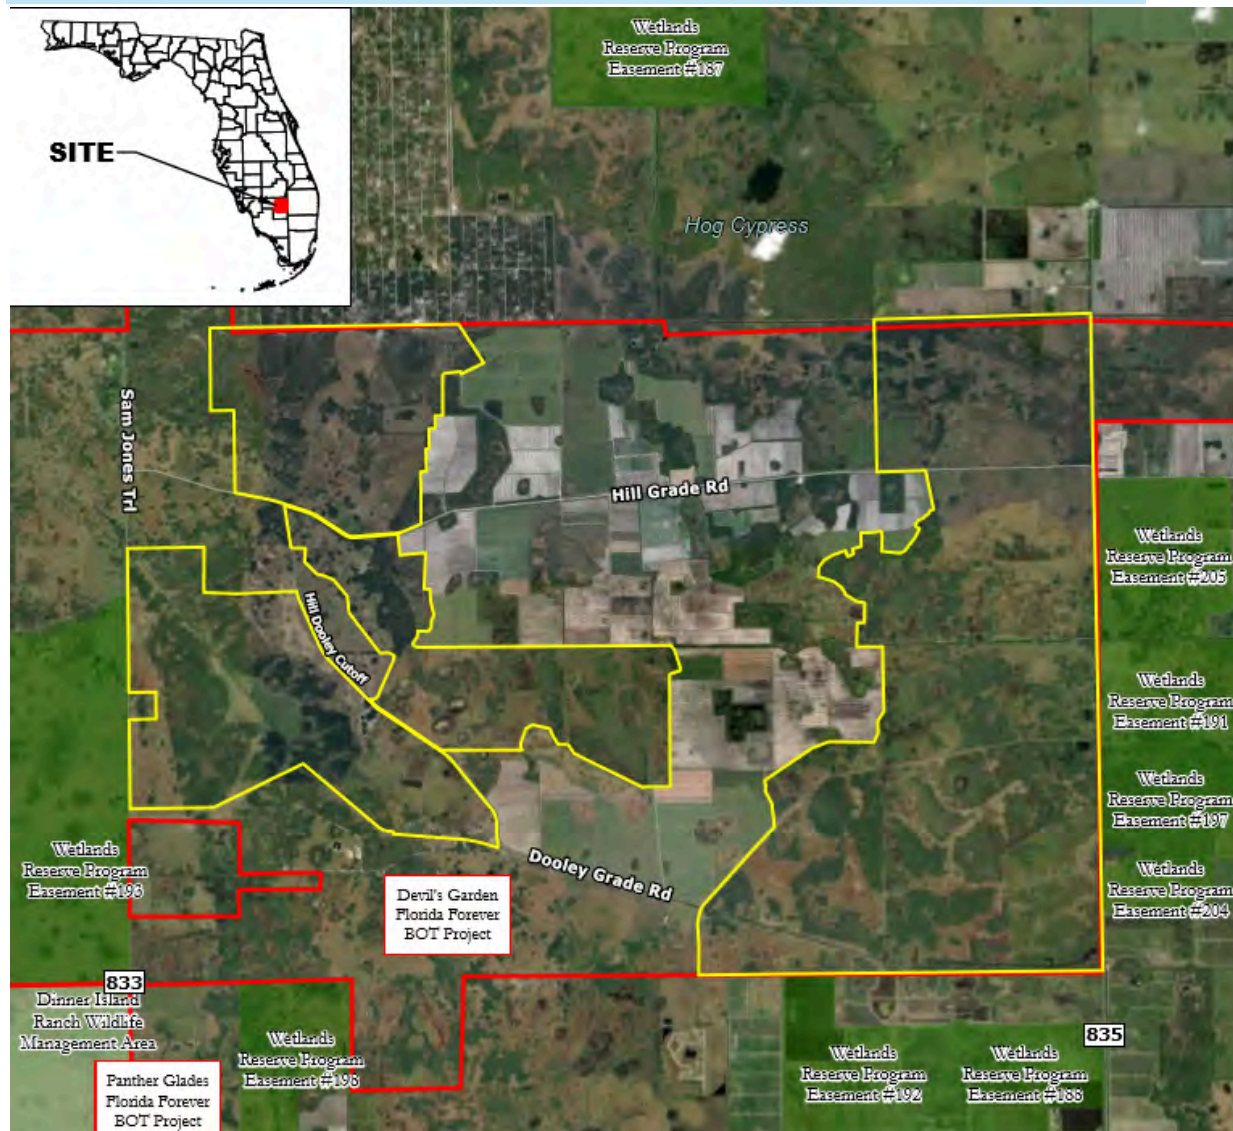 Wetlands
Reserve Program
Easement #187
SITE
Hog Cypress
Sam Jones Trl
Hill Grade Rd
Wetlands
Reserve Program
Easement #205
Hill Dooley Cutoff
Wetlands
Reserve Program
Easement #191
Wetlands
Reserve Program
Easement #197
Wetlands
Reserve Program
Easement #193
Dooley Grade Rd
Wetlands
Reserve Program
Easement #204
Devil's Garden
Florida Forever
BOT Project
833
Dinner Island
Ranch Wildlife
Management Area
Wetlands
Reserve Program
Easement #198
835
Wetlands
Reserve Program
Easement #192
Wetlands
Reserve Program
Easement #188
Panther Glades
Florida Forever
BOT Project